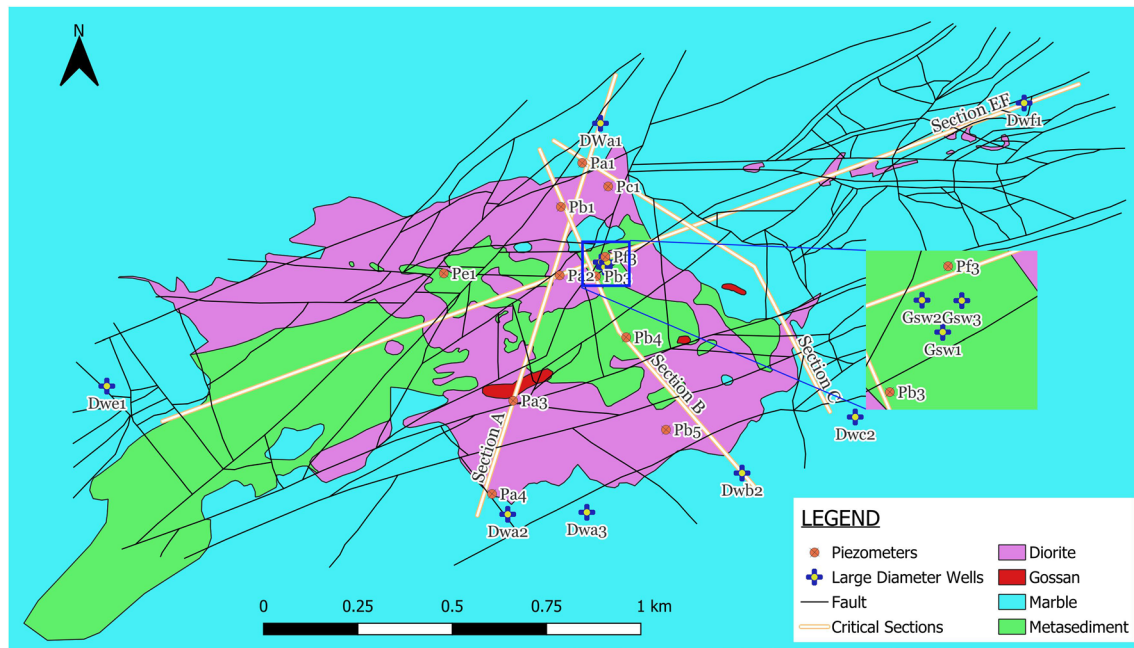 N
Section EF
Dwf1
DWa1
Pa1
Pc1
Pb1
Pf3
Pe1
Pa2
Pb3
Pf3
Gsw2
Gsw3
Gsw1
Pb4
Section B
Section C
Pb3
Dwe1
Pa3
Section A
Pb5
Dwc2
Dwb2
Pa4
Dwa2
Dwa3
LEGEND
Piezometers
Diorite
Large Diameter Wells
Gossan
Fault
Marble
Critical Sections
Metasediment
0 0.25 0.5 0.75 1 km